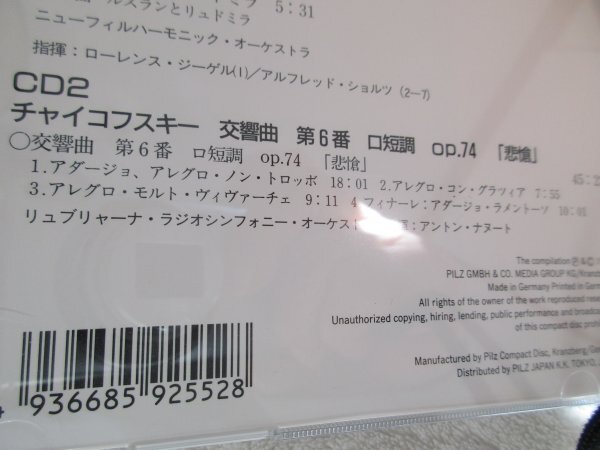 ルスランとリュドミラ 5:31
ニューフィルハーモニック・オーケストラ
指揮：ローレンス・ジーゲル(1)/アルフレッド・ショルツ (2—7)
CD2
チャイコフスキー 交響曲 第6番 ロ短調 op.74 「悲愴」
○交響曲 第6番 ロ短調 op.74 「悲愴」 45:2
1.アダージョ、アレグロ・ノン・トロッポ 18:01 2.アレグロ・コン・グラツィア 7:55
3.アレグロ・モルト・ヴィヴァーチェ 9:11 4.フィナーレ；アダージョ・ラメントーソ 10:01
リュブリャーナ・ラジオシンフォニー・オーケスト アントン・ナヌート
The compilation ℗ & ©
PILZ GMBH & CO. MEDIA GROUP KG/Kranzbe
Made in Germany Printed in Germ
All rights of the owner of the work reproduced rese
Unauthorized copying, hiring, lending, public performance and broadca
of this compact disc prohib
Manufactured by Pilz Compact Disc, Kranzberg/Ge
Distributed by PILZ JAPAN K.K. TOKYO, J
936685 925528